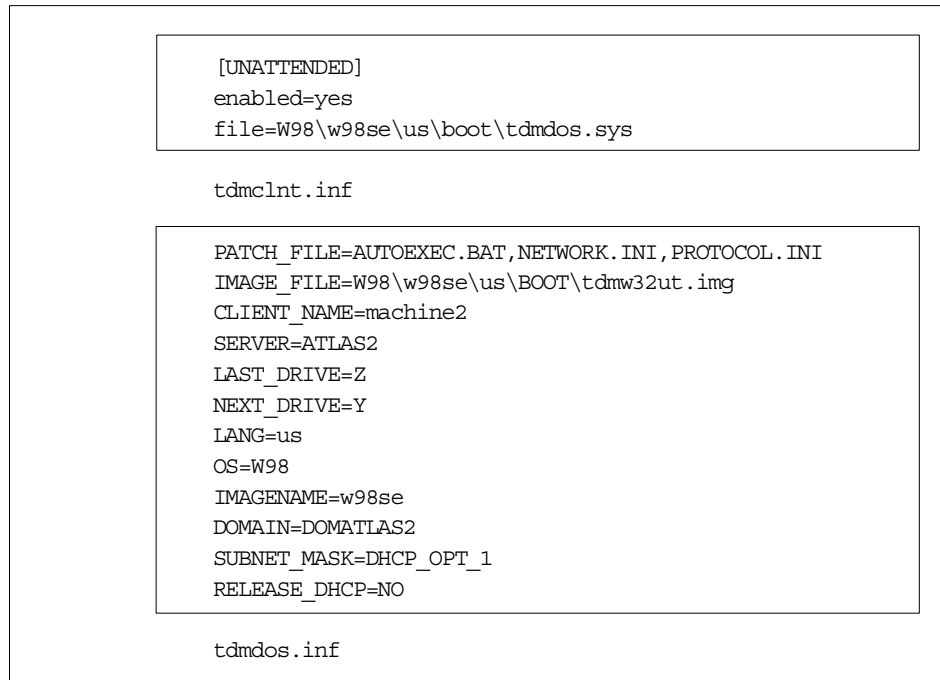 [UNATTENDED]
enabled=yes
file=W98\w98se\us\boot\tdmdos.sys
tdmclnt.inf
PATCH_FILE=AUTOEXEC.BAT,NETWORK.INI,PROTOCOL.INI
IMAGE_FILE=W98\w98se\us\BOOT\tdmw32ut.img
CLIENT_NAME=machine2
SERVER=ATLAS2
LAST_DRIVE=Z
NEXT_DRIVE=Y
LANG=us
OS=W98
IMAGENAME=w98se
DOMAIN=DOMATLAS2
SUBNET_MASK=DHCP_OPT_1
RELEASE_DHCP=NO
tdmdos.inf